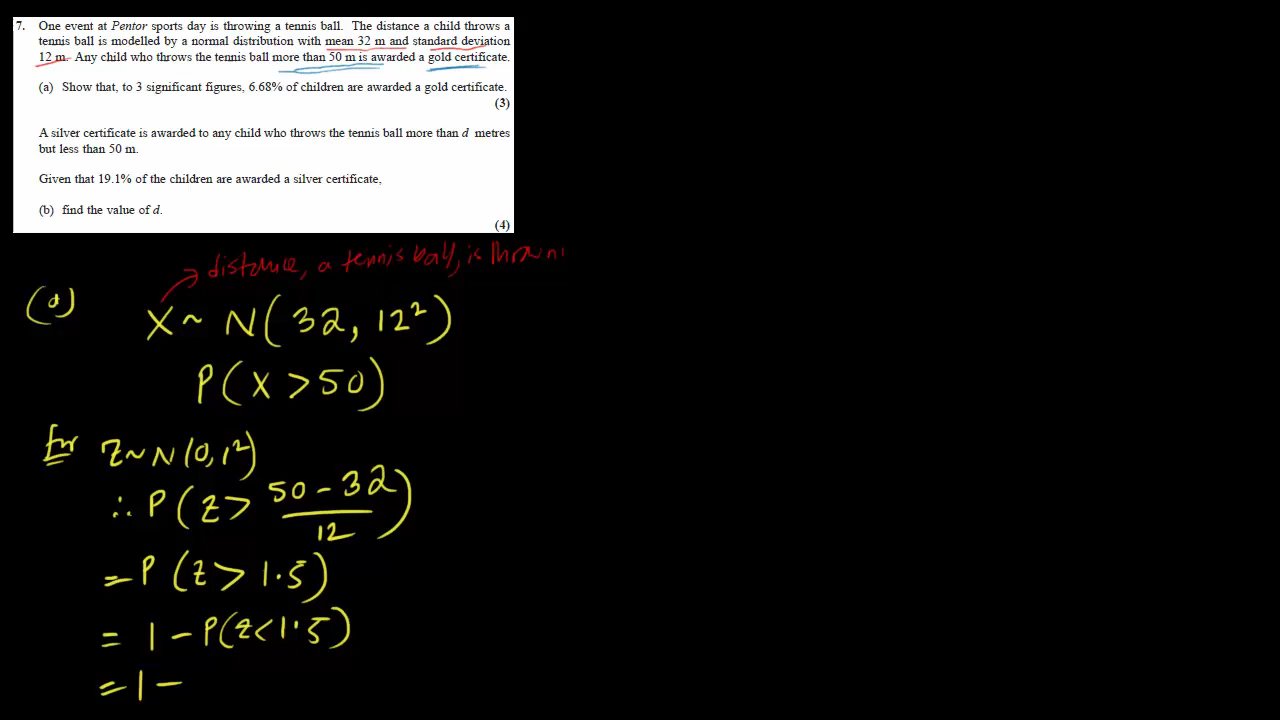 7. One event at Pentor sports day is throwing a tennis ball. The distance a child throws a
tennis ball is modelled by a normal distribution with mean 32 m and standard deviation
12 m. Any child who throws the tennis ball more than 50 m is awarded a gold certificate.
(a) Show that, to 3 significant figures, 6.68% of children are awarded a gold certificate.
(3)
A silver certificate is awarded to any child who throws the tennis ball more than d metres
but less than 50 m.
Given that 19.1% of the children are awarded a silver certificate,
(b) find the value of d.
(4)
→ distance, a tennis ball, is thrown
(a) X ~ N(32, 12²)
P(X > 50)
For Z ~ N(0, 1²)
∴ P(Z > (50 - 32)/12)
= P(Z > 1.5)
= 1 - P(Z < 1.5)
= 1 -